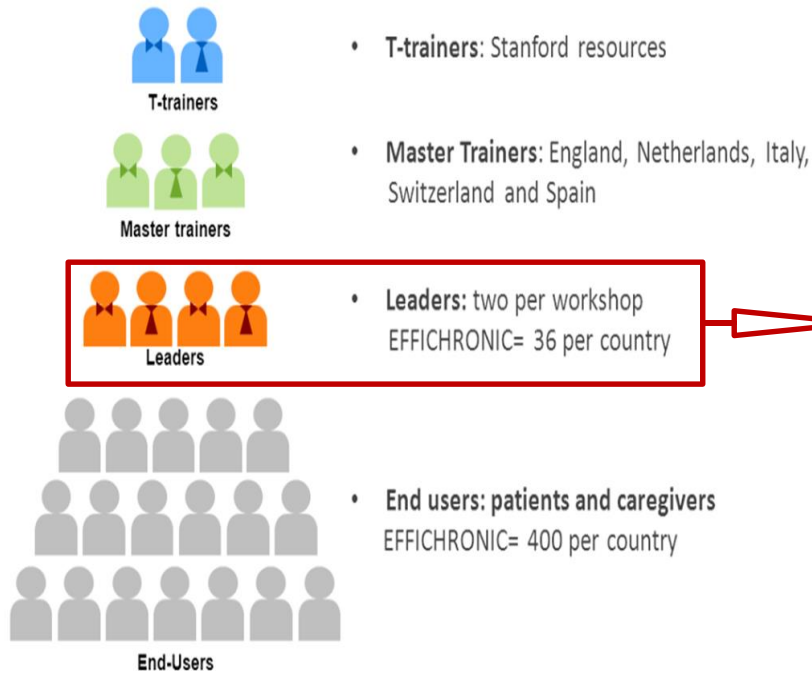 T-trainers
• T-trainers: Stanford resources
Master trainers
• Master Trainers: England, Netherlands, Italy,
Switzerland and Spain
Leaders
• Leaders: two per workshop
EFFICHRONIC= 36 per country
• End users: patients and caregivers
EFFICHRONIC= 400 per country
End-Users